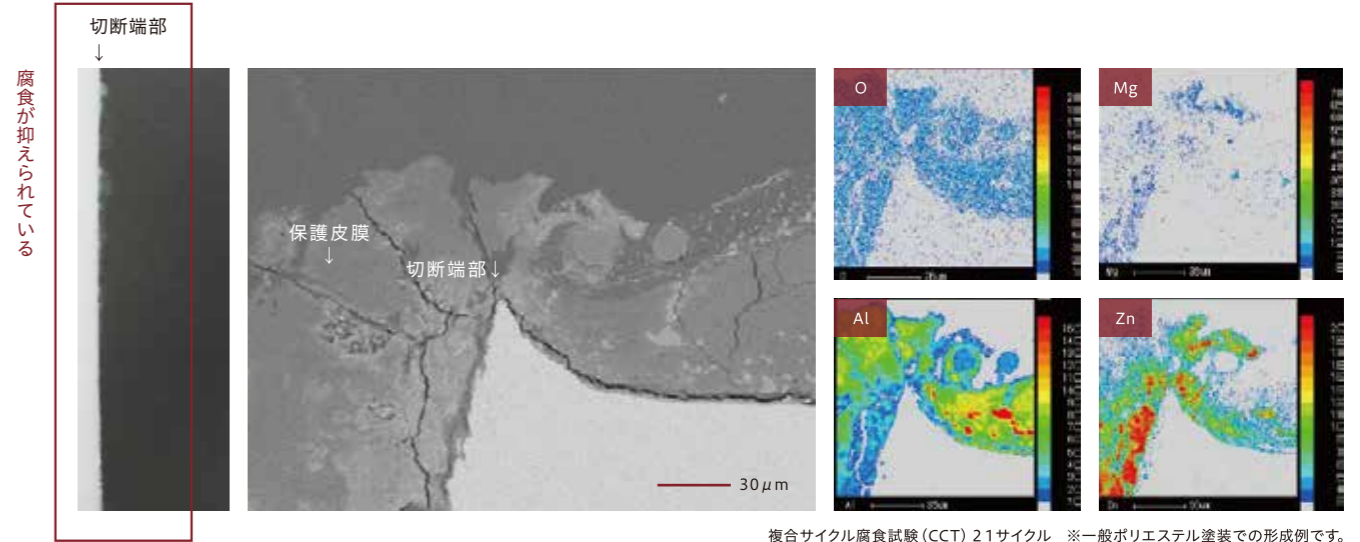 切断端部
↓
腐食が抑えられている
保護皮膜
↓
切断端部↓
30μm
O
Mg
Al
Zn
複合サイクル腐食試験(CCT) 21サイクル ※一般ポリエステル塗装での形成例です。